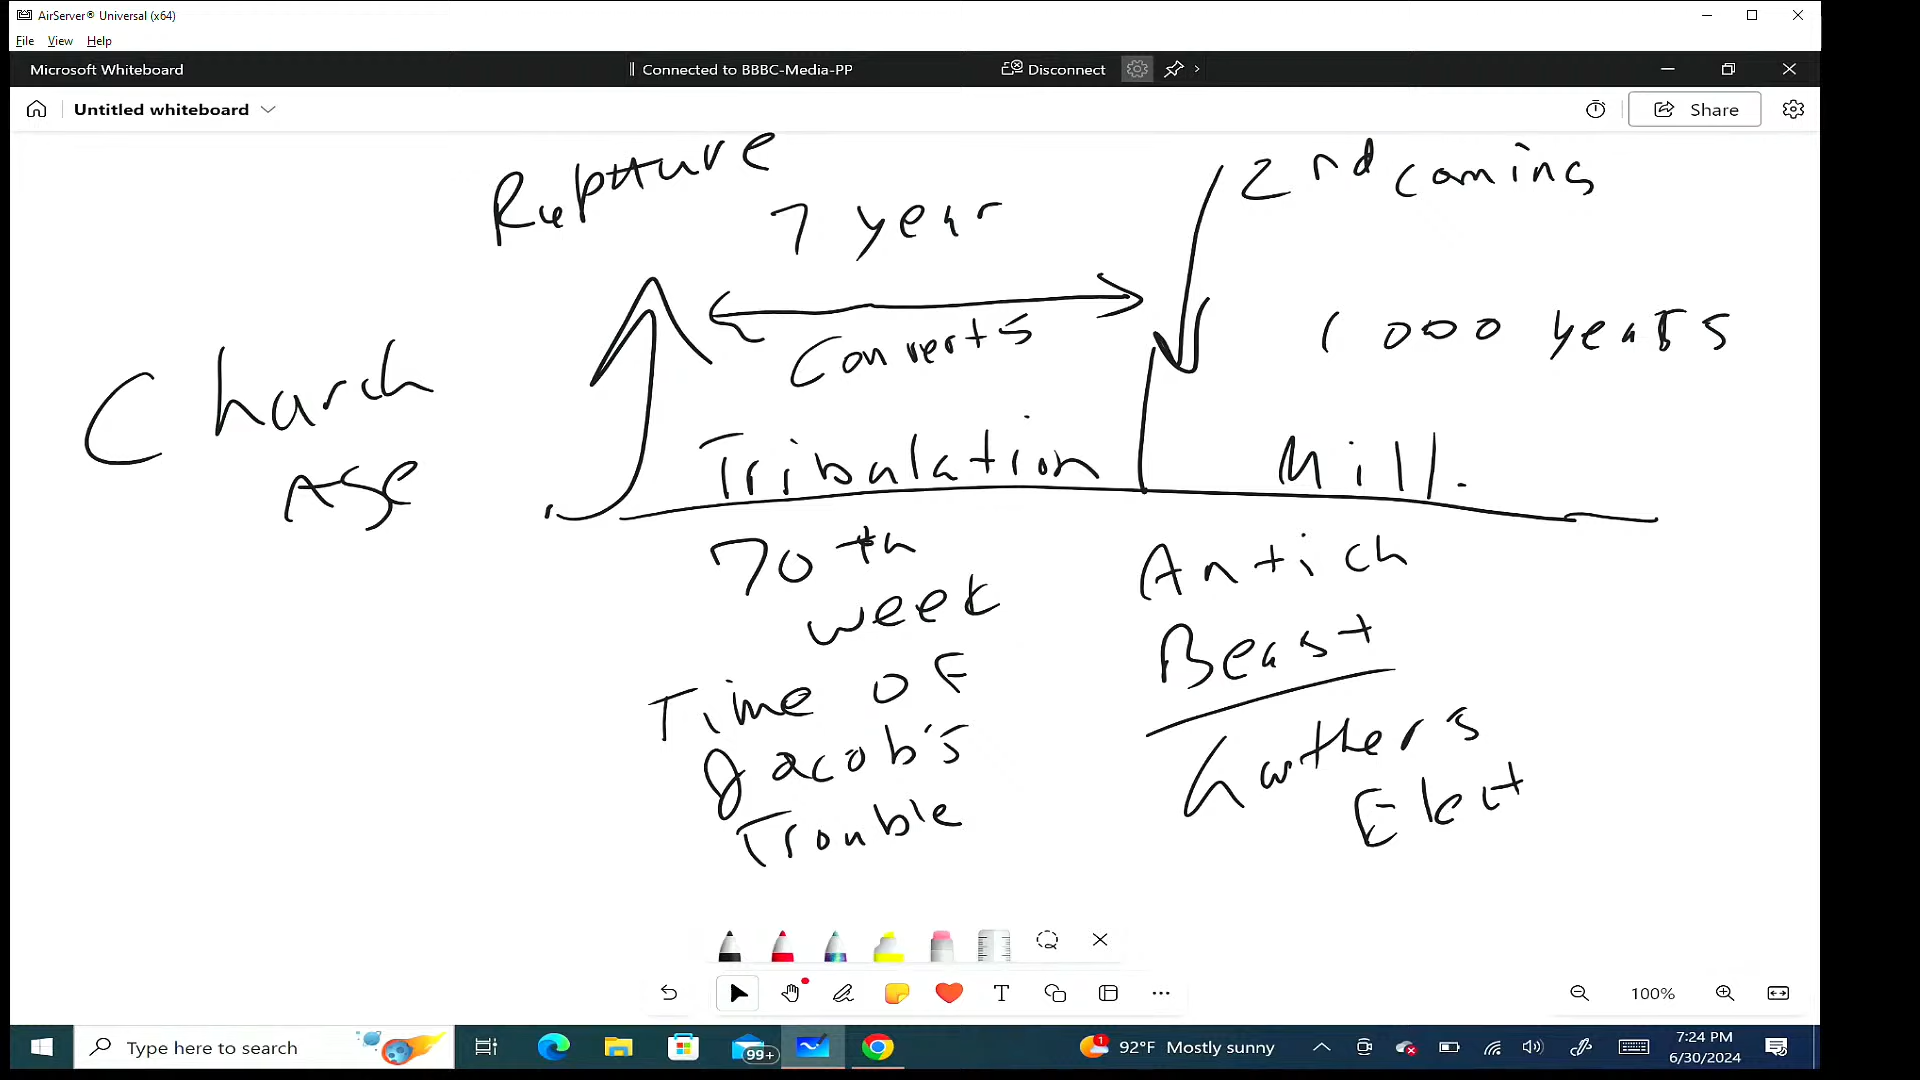 AirServer® Universal (x64)
File View Help
Microsoft Whiteboard
Connected to BBBC-Media-PP
Disconnect
Untitled whiteboard
Share
Rapture
7 year
2nd coming
Converts
1000 years
Church
Age
Tribulation
Mill.
70th
week
Time of
Jacob's
Trouble
Antich
Beast
Gathers
Elect
T
100%
Type here to search
99+
1
92°F Mostly sunny
7:24 PM
6/30/2024